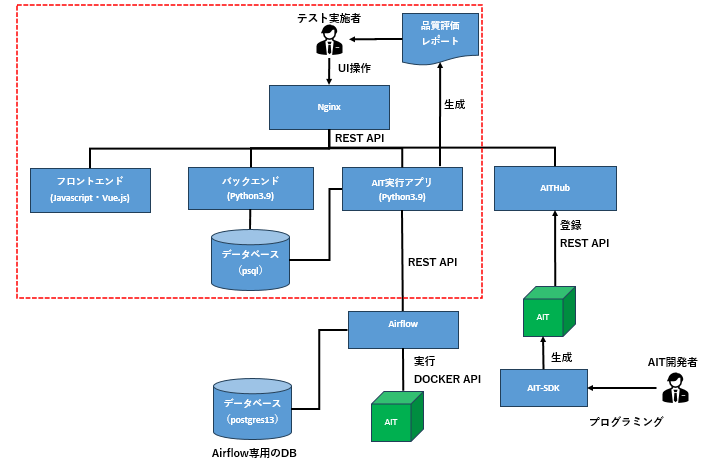 テスト実施者
品質評価
レポート
UI操作
生成
Nginx
REST API
フロントエンド
(Javascript・Vue.js)
バックエンド
(Python3.9)
AIT実行アプリ
(Python3.9)
AITHub
データベース
(psql)
登録
REST API
REST API
AIT
Airflow
実行
DOCKER API
生成
AIT開発者
AIT-SDK
プログラミング
データベース
(postgres13)
AIT
Airflow専用のDB